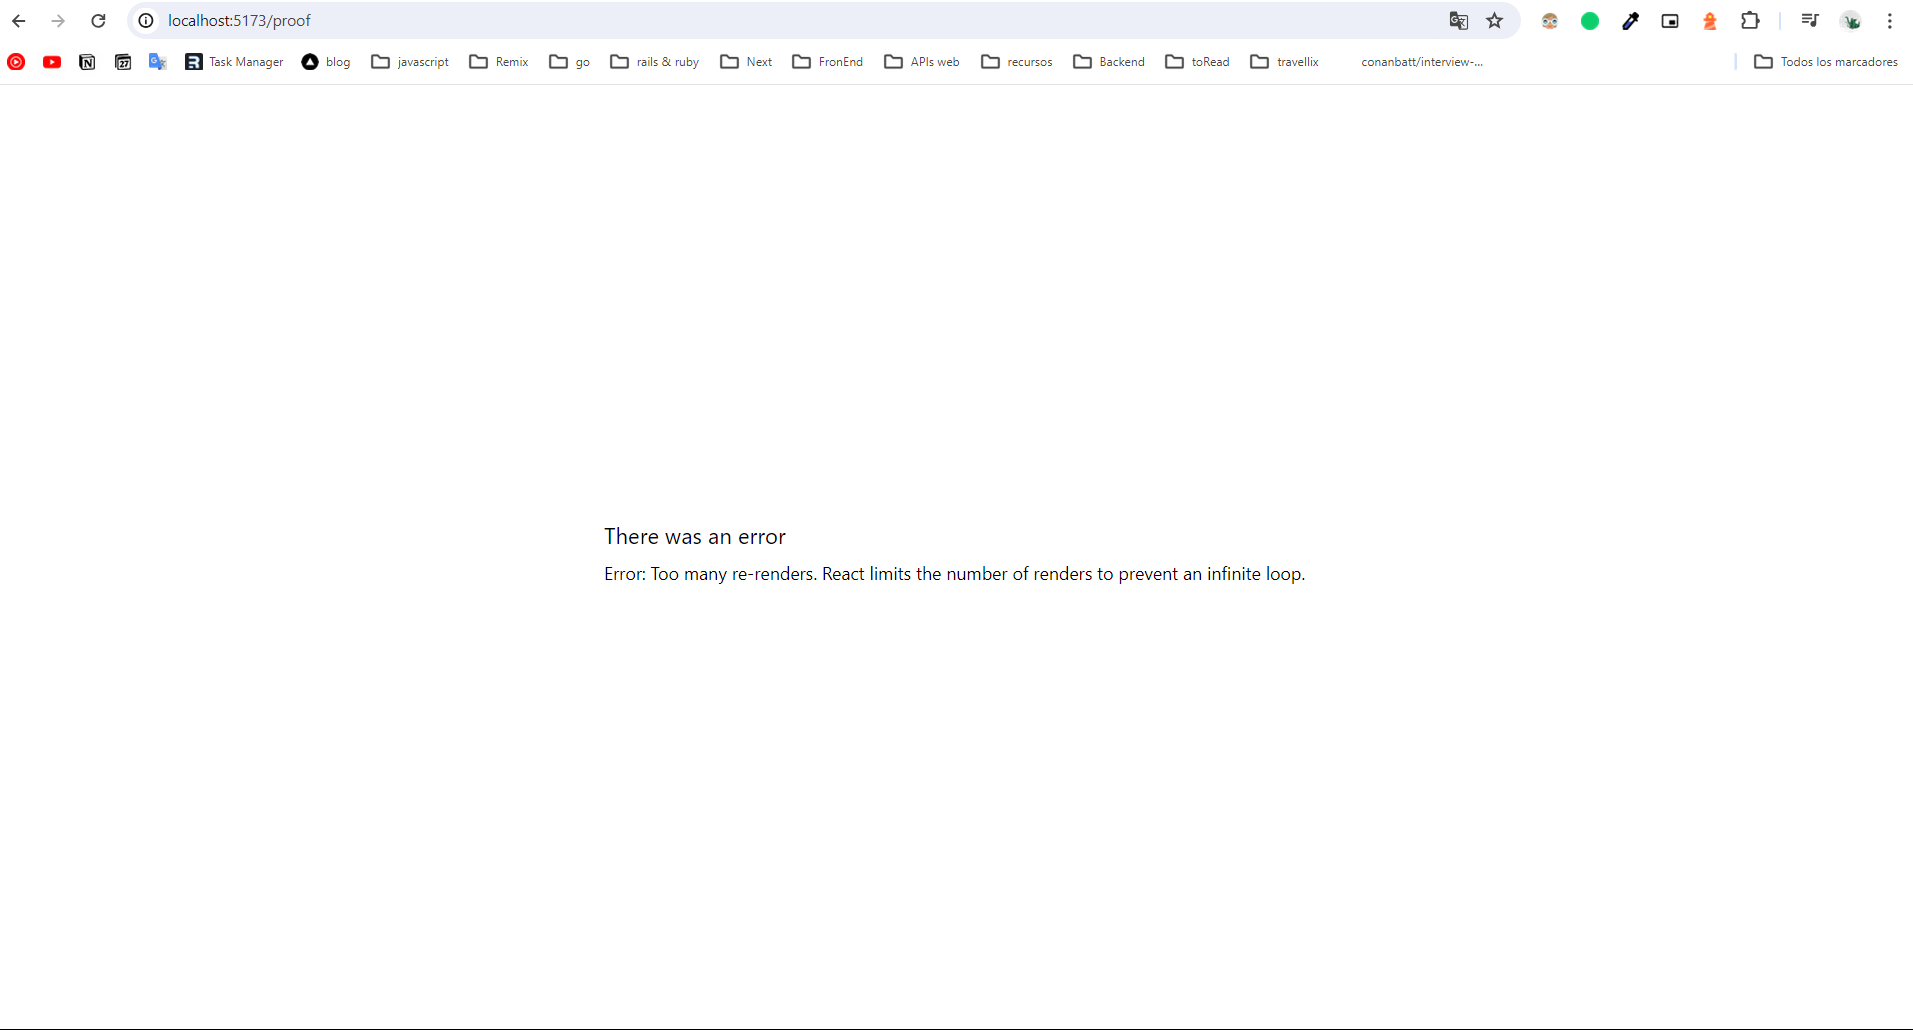 localhost:5173/proof
Task Manager blog javascript Remix go rails & ruby Next FronEnd APIs web recursos Backend toRead travellix conanbatt/interview-... Todos los marcadores
There was an error
Error: Too many re-renders. React limits the number of renders to prevent an infinite loop.